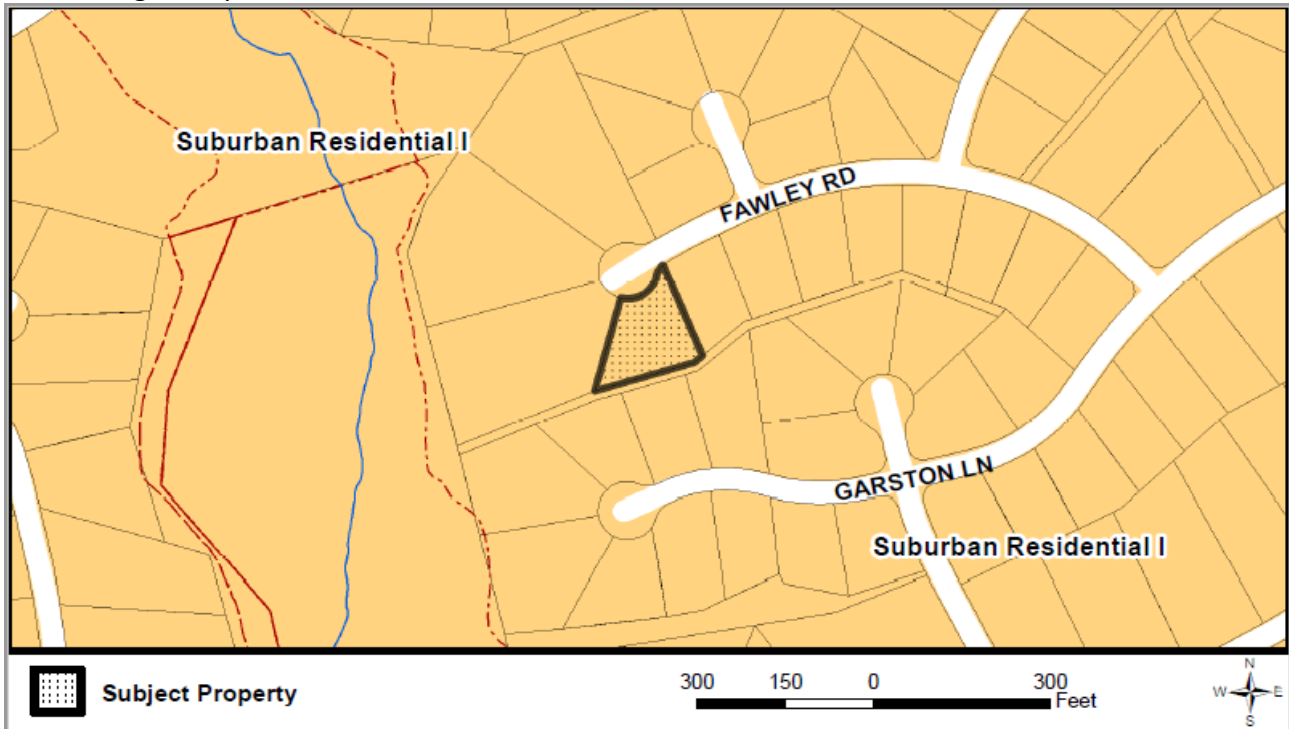 Suburban Residential I
FAWLEY RD
GARSTON LN
Suburban Residential I
Subject Property
300 150 0 300
Feet
N
W E
S